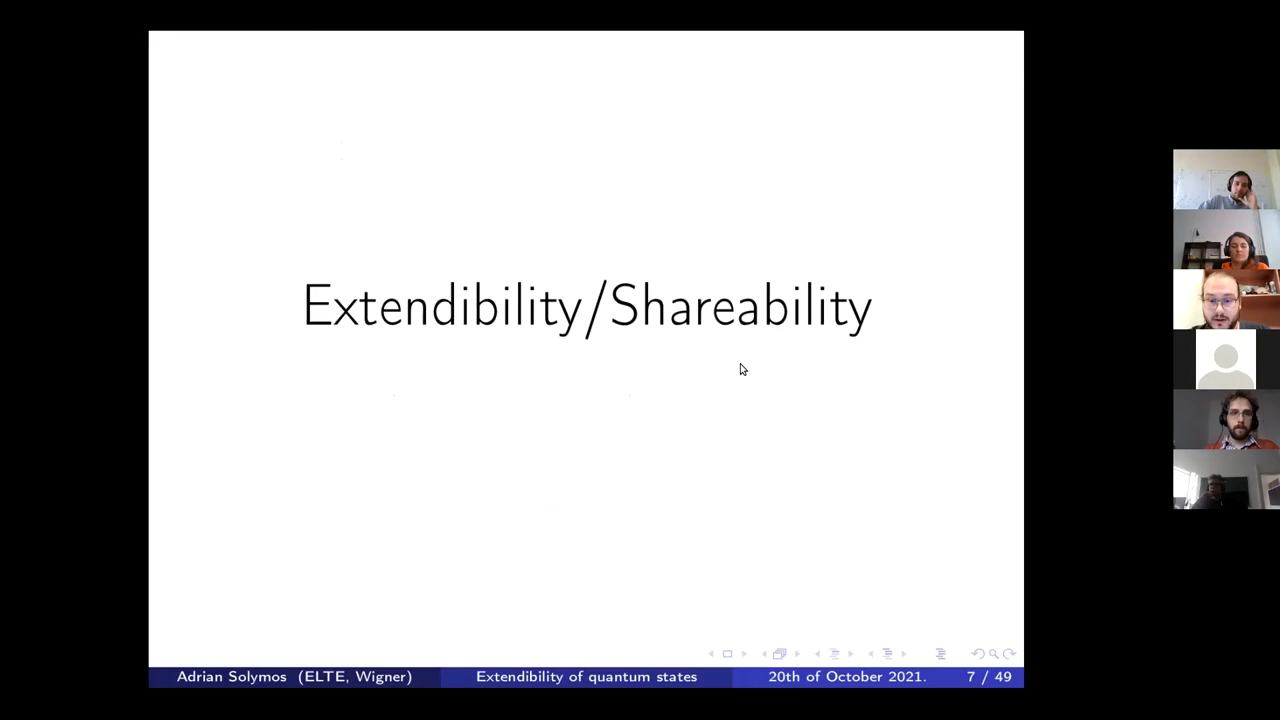 Extendibility/Shareability
Adrian Solymos (ELTE, Wigner) Extendibility of quantum states 20th of October 2021. 7 / 49